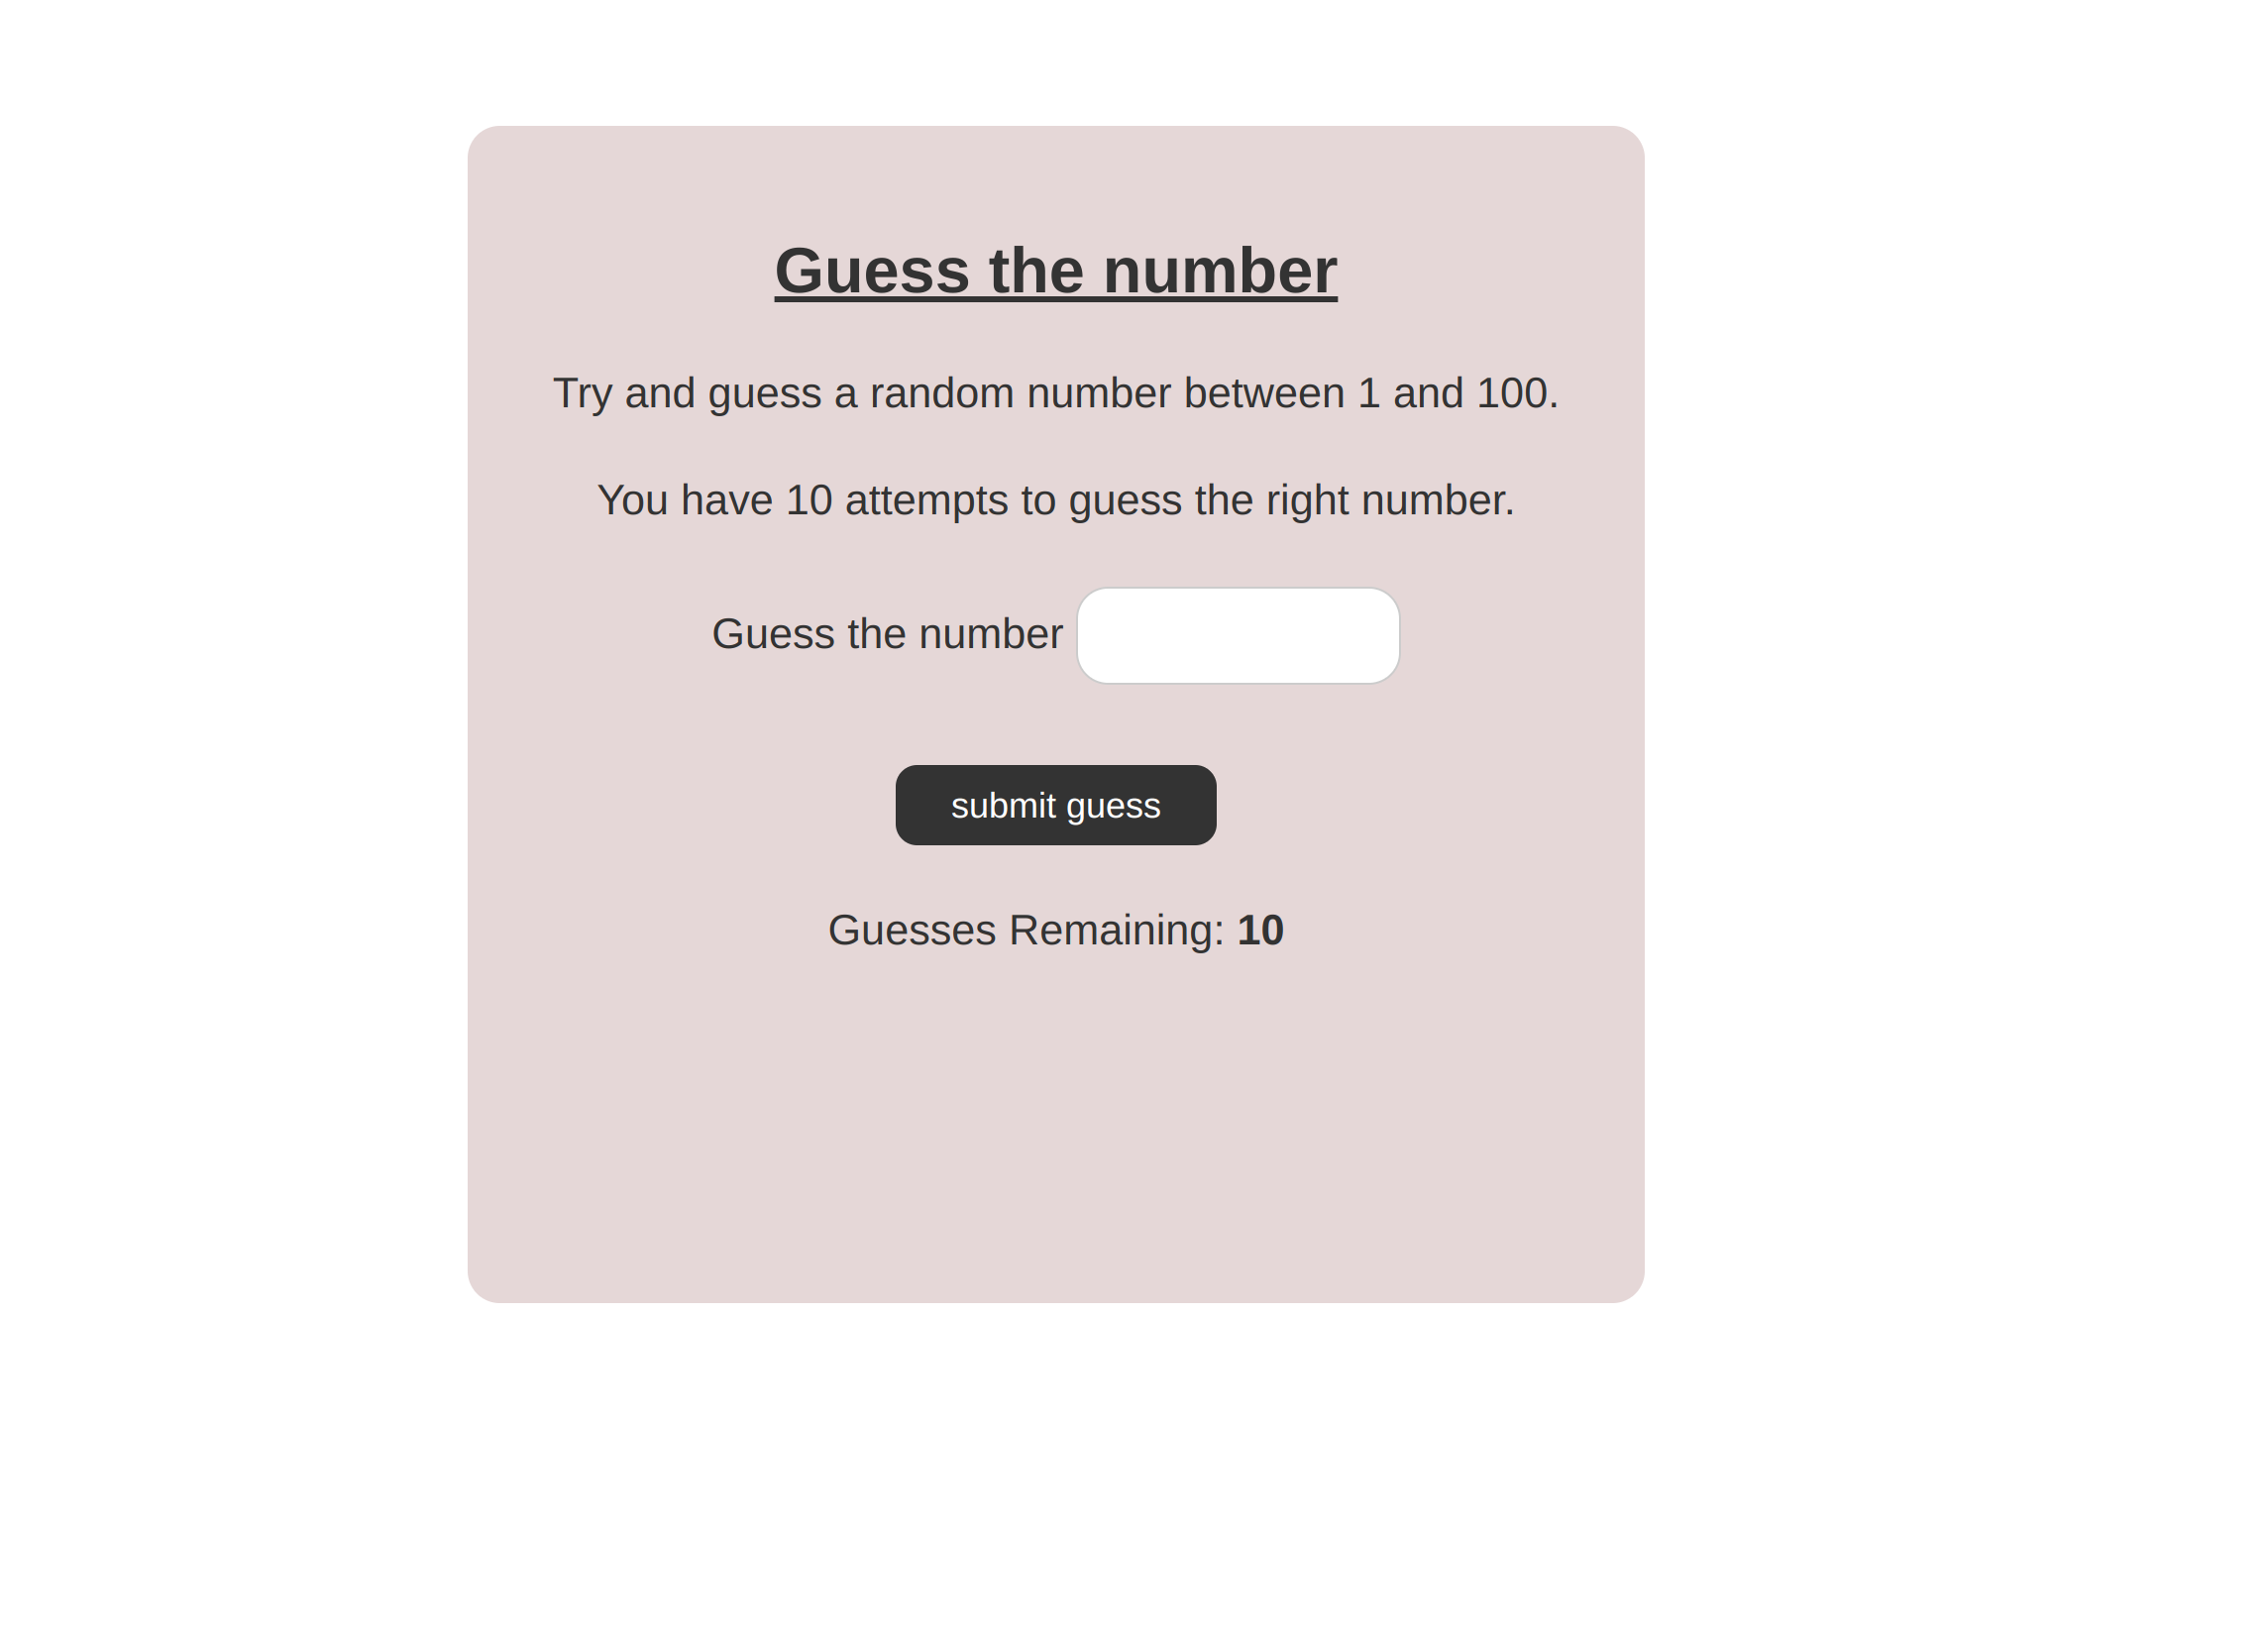 Guess the number
Try and guess a random number between 1 and 100.
You have 10 attempts to guess the right number.
Guess the number
submit guess
Guesses Remaining: 10